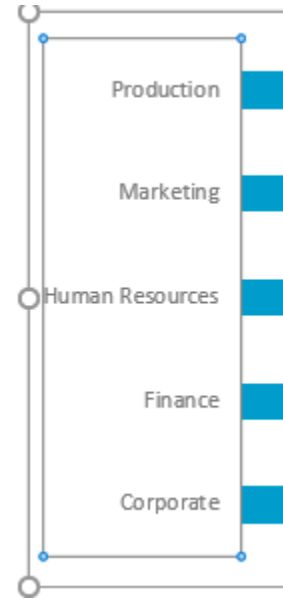 Production
Marketing
Human Resources
Finance
Corporate